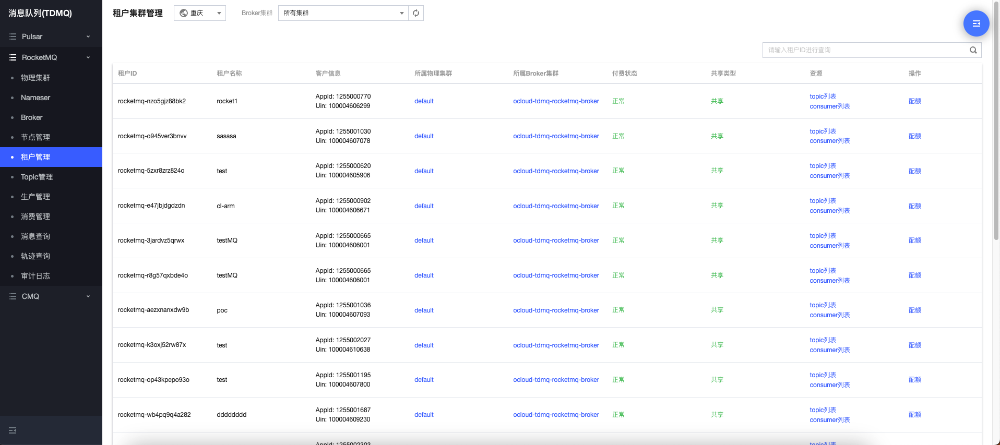 消息队列(TDMQ)
Pulsar
RocketMQ
物理集群
Nameser
Broker
节点管理
租户管理
Topic管理
生产管理
消费管理
消息查询
轨迹查询
审计日志
CMQ
租户集群管理 重庆 Broker集群 所有集群
请输入租户ID进行查询
租户ID 租户名称 客户信息 所属物理集群 所属Broker集群 付费状态 共享类型 资源 操作
rocketmq-nzo5gjz88bk2 rocket1 AppId: 1255000770 default ocloud-tdmq-rocketmq-broker 正常 共享 topic列表 配额
Uin: 100004606299 consumer列表
rocketmq-o945ver3bnvv sasasa AppId: 1255001030 default ocloud-tdmq-rocketmq-broker 正常 共享 topic列表 配额
Uin: 100004607078 consumer列表
rocketmq-5zxr8zrz824o test AppId: 1255000620 default ocloud-tdmq-rocketmq-broker 正常 共享 topic列表 配额
Uin: 100004605906 consumer列表
rocketmq-e47jbjdgdzdn cl-arm AppId: 1255000902 default ocloud-tdmq-rocketmq-broker 正常 共享 topic列表 配额
Uin: 100004606671 consumer列表
rocketmq-3jardvz5qrwx testMQ AppId: 1255000665 default ocloud-tdmq-rocketmq-broker 正常 共享 topic列表 配额
Uin: 100004606001 consumer列表
rocketmq-r8g57qxbde4o testMQ AppId: 1255000665 default ocloud-tdmq-rocketmq-broker 正常 共享 topic列表 配额
Uin: 100004606001 consumer列表
rocketmq-aezxnanxdw9b poc AppId: 1255001036 default ocloud-tdmq-rocketmq-broker 正常 共享 topic列表 配额
Uin: 100004607093 consumer列表
rocketmq-k3oxj52rw87x test AppId: 1255002027 default ocloud-tdmq-rocketmq-broker 正常 共享 topic列表 配额
Uin: 100004610638 consumer列表
rocketmq-op43kpepo93o test AppId: 1255001195 default ocloud-tdmq-rocketmq-broker 正常 共享 topic列表 配额
Uin: 100004607800 consumer列表
rocketmq-wb4pq9q4a282 dddddddd AppId: 1255001687 default ocloud-tdmq-rocketmq-broker 正常 共享 topic列表 配额
Uin: 100004609230 consumer列表
AppId: 1255002303 topic列表